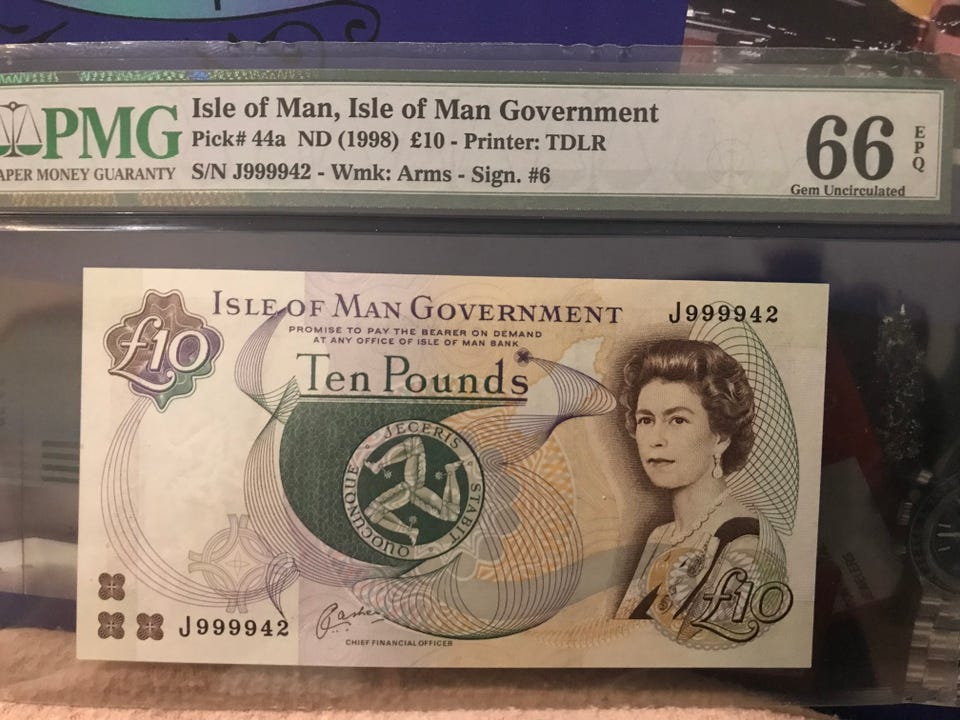 PMG
PAPER MONEY GUARANTY
Isle of Man, Isle of Man Government
Pick# 44a ND (1998) £10 - Printer: TDLR
S/N J999942 - Wmk: Arms - Sign. #6
66
EPQ
Gem Uncirculated
£10
ISLE OF MAN GOVERNMENT
J999942
PROMISE TO PAY THE BEARER ON DEMAND
AT ANY OFFICE OF ISLE OF MAN BANK
TEN POUNDS
QUOCUNQUE JECERIS STABIT
J999942
CHIEF FINANCIAL OFFICER
£10